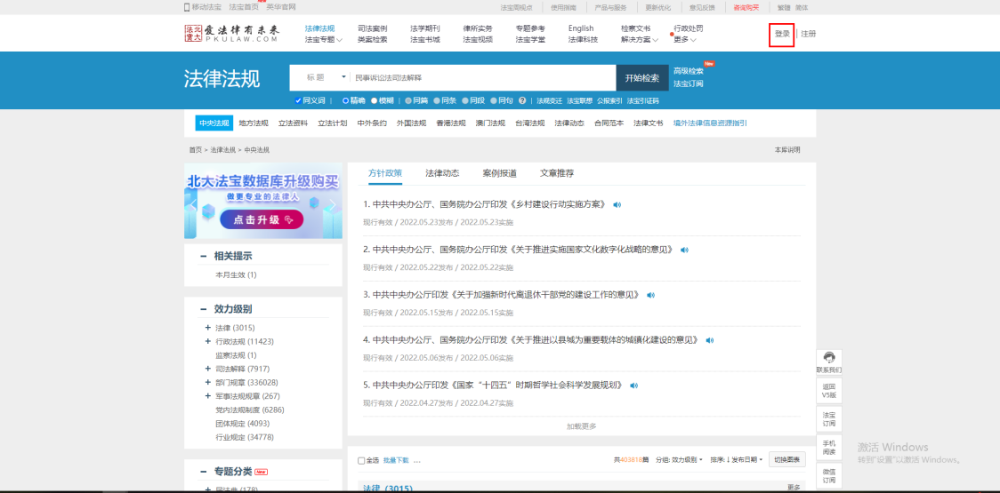 移动法宝 法宝首页 英华官网
法宝微视点 使用指南 产品与服务 更新优化 意见反馈 咨询购买 繁體 简体
法北寶大 爱法律有未来
PKULAW.COM
法律法规 司法案例 法学期刊 律所实务 专题参考 English 检察文书 行政处罚
法宝专题 类案检索 法宝书城 法宝视频 法宝学堂 法律科技 解决方案 更多
登录 | 注册
法律法规
标 题 民事诉讼法司法解释 开始检索
高级检索 New
法宝订阅
同义词 | 精确 模糊 | 同篇 同条 同段 同句 ? | 法规变迁 法宝联想 公报索引 法宝引证码
中央法规 地方法规 立法资料 立法计划 中外条约 外国法规 香港法规 澳门法规 台湾法规 法律动态 合同范本 法律文书 境外法律信息资源指引
首页 > 法律法规 > 中央法规
本库说明
北大法宝数据库升级购买
做更专业的法律人
点击升级
相关提示
本月生效 (1)
效力级别
法律 (3015)
行政法规 (11423)
监察法规 (1)
司法解释 (7917)
部门规章 (336028)
军事法规规章 (267)
党内法规制度 (6286)
团体规定 (4093)
行业规定 (34778)
专题分类 New
民法典 (178)
方针政策 法律动态 案例报道 文章推荐
1. 中共中央办公厅、国务院办公厅印发《乡村建设行动实施方案》
现行有效 / 2022.05.23发布 / 2022.05.23实施
2. 中共中央办公厅、国务院办公厅印发《关于推进实施国家文化数字化战略的意见》
现行有效 / 2022.05.22发布 / 2022.05.22实施
3. 中共中央办公厅印发《关于加强新时代离退休干部党的建设工作的意见》
现行有效 / 2022.05.15发布 / 2022.05.15实施
4. 中共中央办公厅、国务院办公厅印发《关于推进以县城为重要载体的城镇化建设的意见》
现行有效 / 2022.05.06发布 / 2022.05.06实施
5. 中共中央办公厅印发《国家“十四五”时期哲学社会科学发展规划》
现行有效 / 2022.04.27发布 / 2022.04.27实施
加载更多
全选 批量下载 ...
共403818篇 分组: 效力级别 排序:↓发布日期 切换图表
法律 (3015)
更多
联系我们
返回
V5版
法宝
订阅
手机
阅读
微信
订阅
激活 Windows
转到"设置"以激活 Windows。